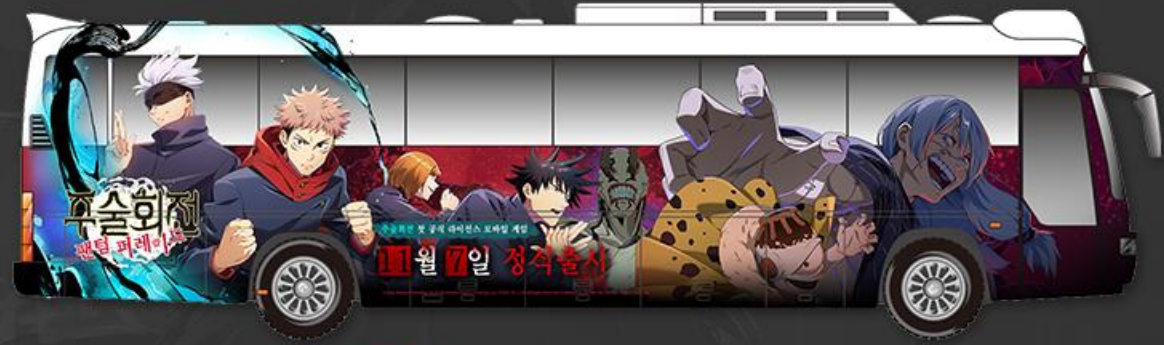 주술회전
팬텀 퍼레이드
주술회전 첫 공식 라이선스 모바일 게임
11월 7일 정식출시